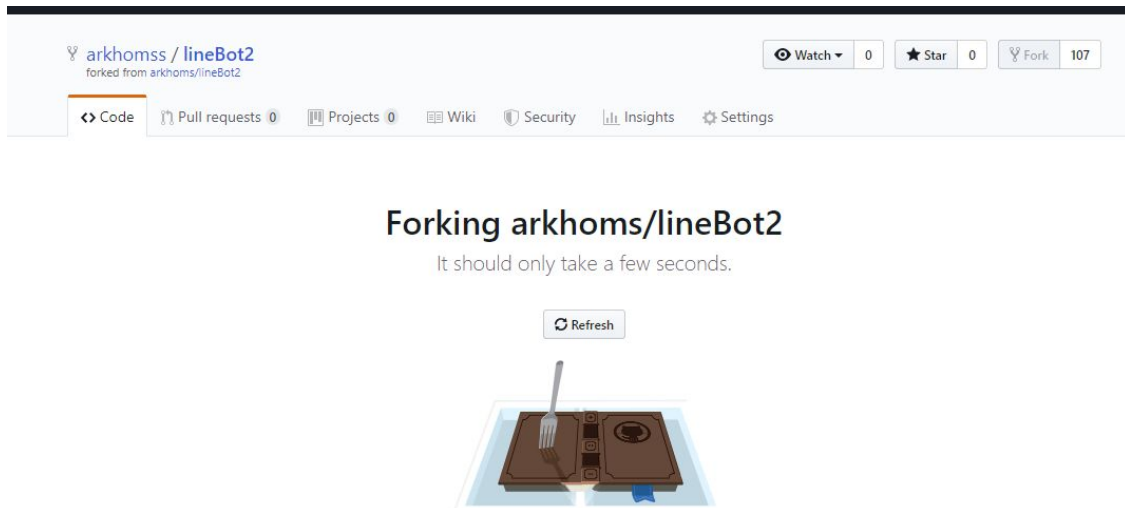 arkhomss / lineBot2
forked from arkhoms/lineBot2
Watch 0 Star 0 Fork 107
Code Pull requests 0 Projects 0 Wiki Security Insights Settings
Forking arkhoms/lineBot2
It should only take a few seconds.
Refresh